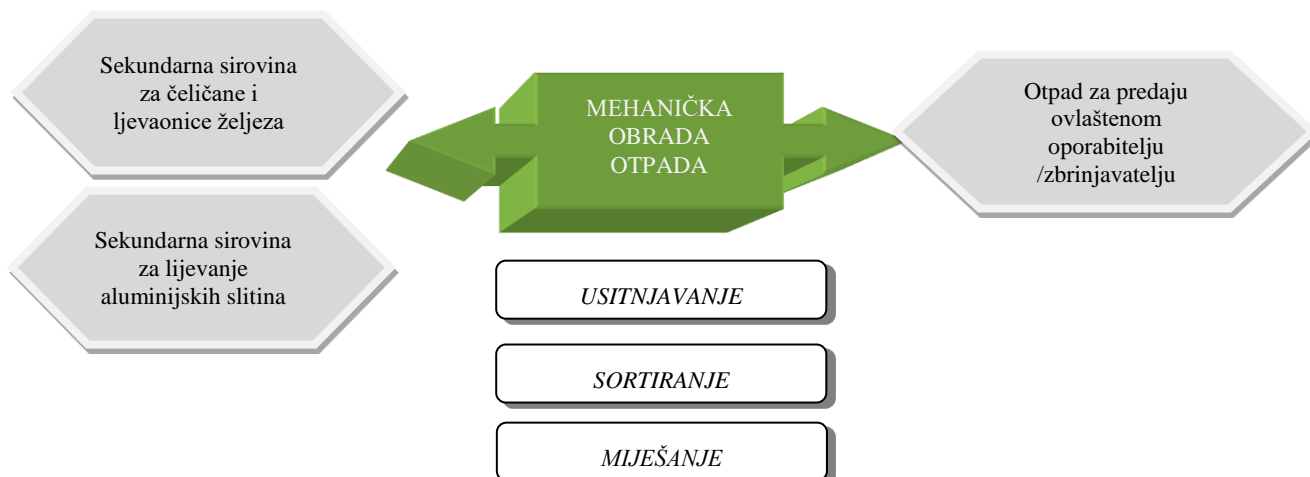 Sekundarna sirovina
za čeličane i
ljevaonice željeza
Sekundarna sirovina
za lijevanje
aluminijskih slitina
MEHANIČKA
OBRADA
OTPADA
USITNJAVANJE
SORTIRANJE
MIJEŠANJE
Otpad za predaju
ovlaštenom
oporabitelju
/zbrinjavatelju